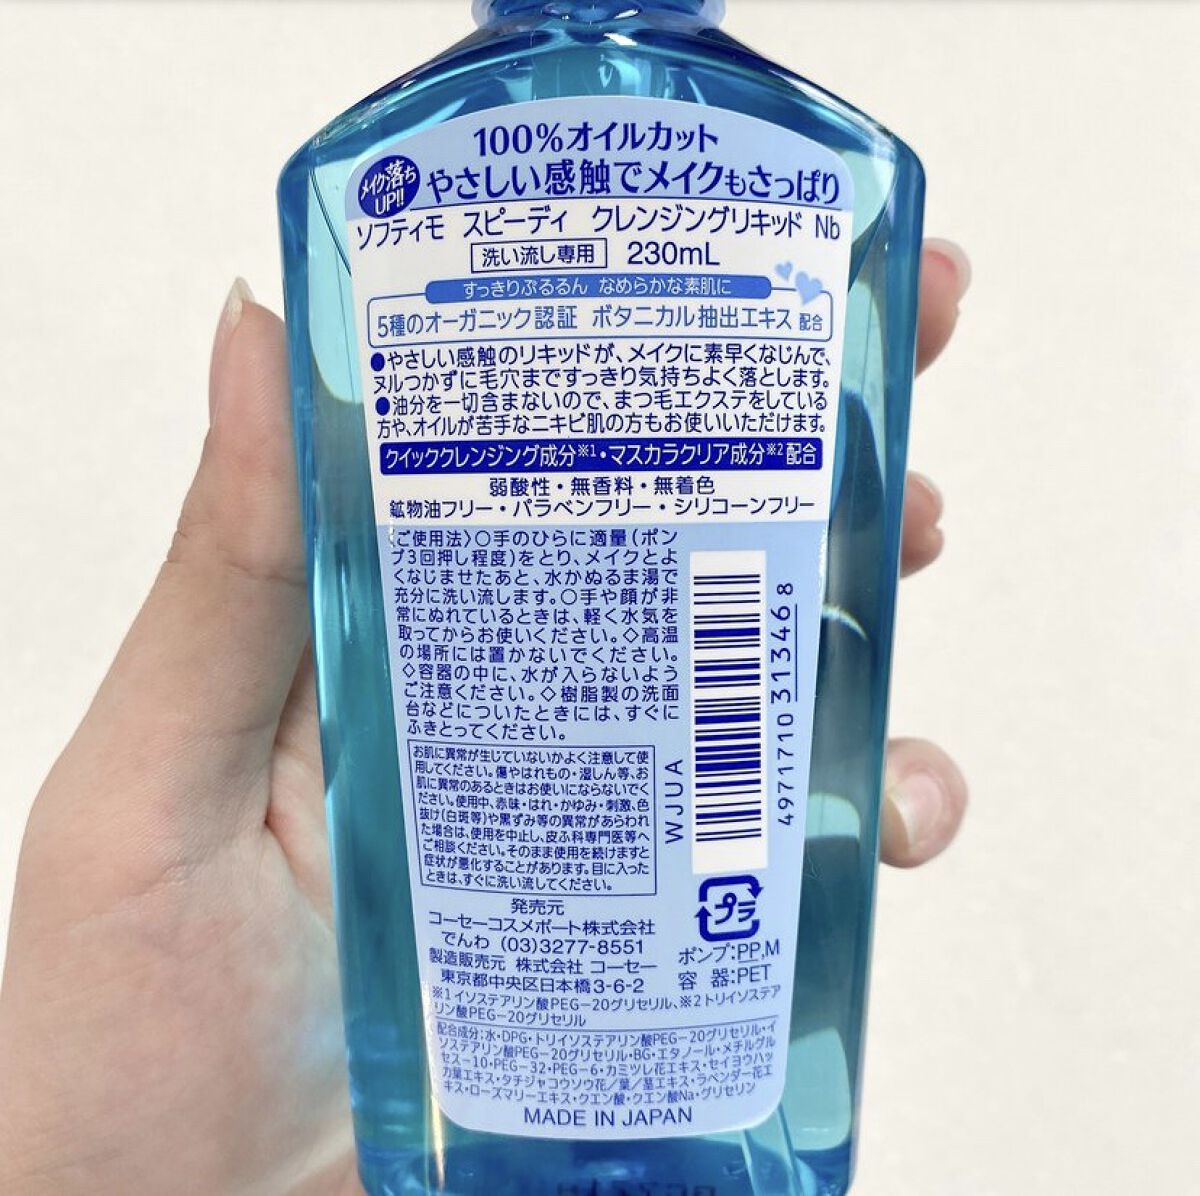 100%オイルカット
メイク落ち
UP!!
やさしい感触でメイクもさっぱり
ソフティモ スピーディ クレンジングリキッド Nb
洗い流し専用 230mL
すっきりぷるるん なめらかな素肌に
5種のオーガニック認証 ボタニカル抽出エキス 配合
●やさしい感触のリキッドが、メイクに素早くなじんで、
ヌルつかずに毛穴まですっきり気持ちよく落とします。
●油分を一切含まないので、まつ毛エクステをしている
方や、オイルが苦手なニキビ肌の方もお使いいただけます。
クイッククレンジング成分※1・マスカラクリア成分※2配合
弱酸性・無香料・無着色
鉱物油フリー・パラベンフリー・シリコーンフリー
〈ご使用法〉○手のひらに適量(ポン
プ3回押し程度)をとり、メイクとよ
くなじませたあと、水かぬるま湯で
充分に洗い流します。○手や顔が非
常にぬれているときは、軽く水気を
取ってからお使いください。◇高温
の場所には置かないでください。
◇容器の中に、水が入らないよう
ご注意ください。◇樹脂製の洗面
台などについたときには、すぐに
ふきとってください。
お肌に異常が生じていないかよく注意して使
用してください。傷やはれもの・湿しん等、お
肌に異常のあるときはお使いにならないでく
ださい。使用中、赤味・はれ・かゆみ・刺激、色
抜け(白斑等)や黒ずみ等の異常があらわれ
た場合は、使用を中止し、皮ふ科専門医等へ
ご相談ください。そのまま使用を続けますと
症状が悪化することがあります。目に入った
ときは、すぐに洗い流してください。
WJUA
4971710 313468
プラ
ポンプ:PP,M
容 器:PET
発売元
コーセーコスメポート株式会社
でんわ (03)3277-8551
製造販売元 株式会社 コーセー
東京都中央区日本橋3-6-2
※1イソステアリン酸PEG-20グリセリル、※2トリイソステア
リン酸PEG-20グリセリル
配合成分:水・DPG・トリイソステアリン酸PEG-20グリセリル・イ
ソステアリン酸PEG-20グリセリル・BG・エタノール・メチルグル
セス-10・PEG-32・PEG-6・カミツレ花エキス・セイヨウハッ
カ葉エキス・タチジャコウソウ花/葉/茎エキス・ラベンダー花エ
キス・ローズマリーエキス・クエン酸・クエン酸Na・グリセリン
MADE IN JAPAN